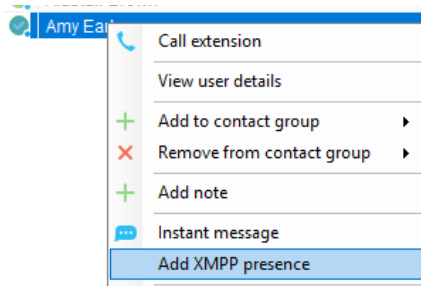 Amy Ear
Call extension
View user details
Add to contact group
Remove from contact group
Add note
Instant message
Add XMPP presence